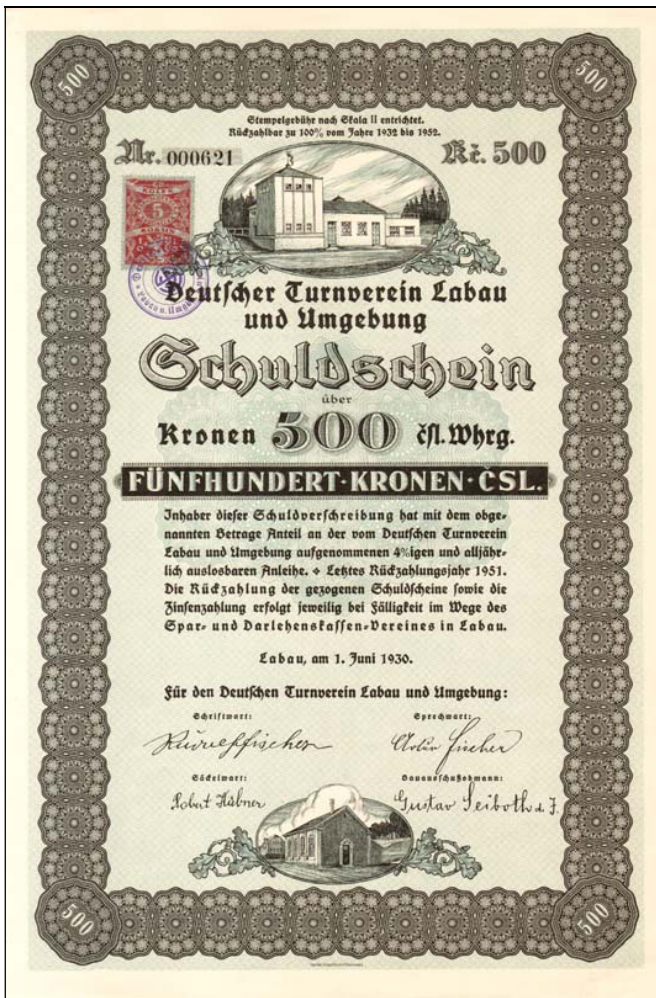 500
500
Stempelgebühr nach Skala II entrichtet.
Rückzahlbar zu 100% vom Jahre 1932 bis 1952.
Nr. 000621
Kč. 500
5
Deutscher Turnverein Labau
und Umgebung
Schuldschein
über
Kronen 500 čsl. Whrg.
FÜNFHUNDERT-KRONEN-ČSL.
Inhaber dieser Schuldverschreibung hat mit dem obge-
nannten Betrage Anteil an der vom Deutschen Turnverein
Labau und Umgebung aufgenommenen 4%igen und alljähr-
lich auslosbaren Anleihe. Letztes Rückzahlungsjahr 1951.
Die Rückzahlung der gezogenen Schuldscheine sowie die
Zinsenzahlung erfolgt jeweilig bei Fälligkeit im Wege des
Spar- und Darlehenskassen-Vereines in Labau.
Labau, am 1. Juni 1930.
Für den Deutschen Turnverein Labau und Umgebung:
Schriftwart:
Sprechwart:
Fischer
Säckelwart:
Bauausschußobmann:
Robert Hübner
Gustav Seiboth d. J.
500
500